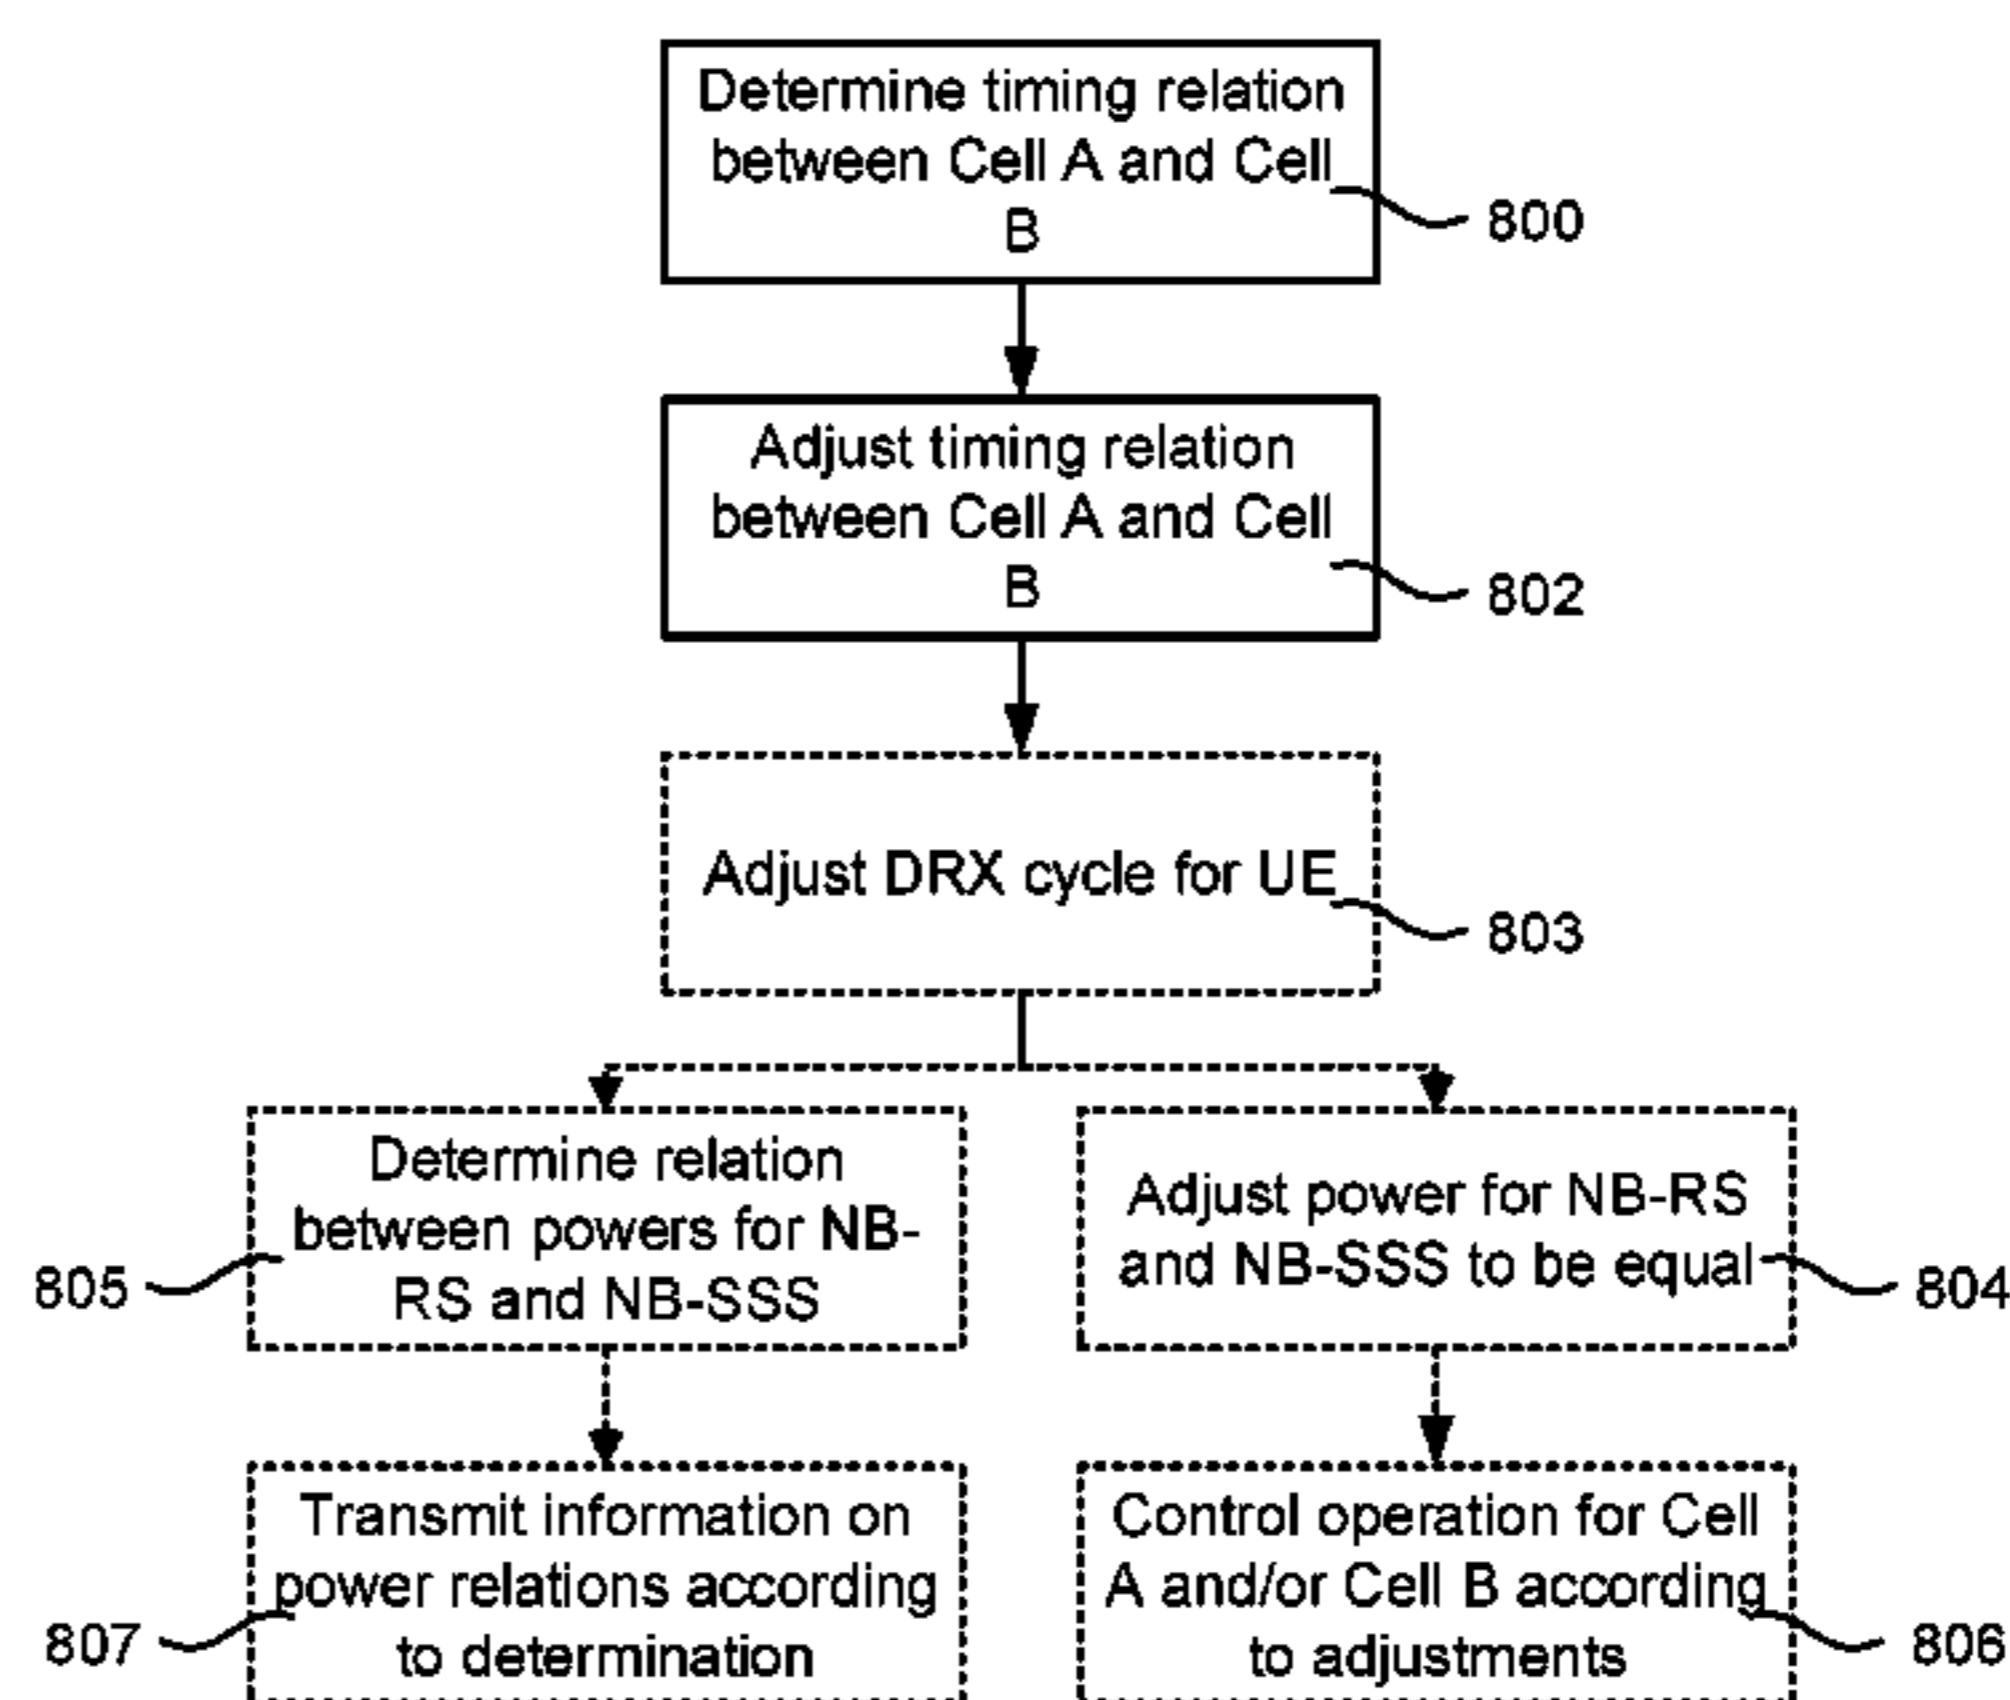 Determine timing relation
between Cell A and Cell
B
800
Adjust timing relation
between Cell A and Cell
B
802
Adjust DRX cycle for UE
803
Determine relation
between powers for NB-
RS and NB-SSS
805
Adjust power for NB-RS
and NB-SSS to be equal
804
Transmit information on
power relations according
to determination
807
Control operation for Cell
A and/or Cell B according
to adjustments
806